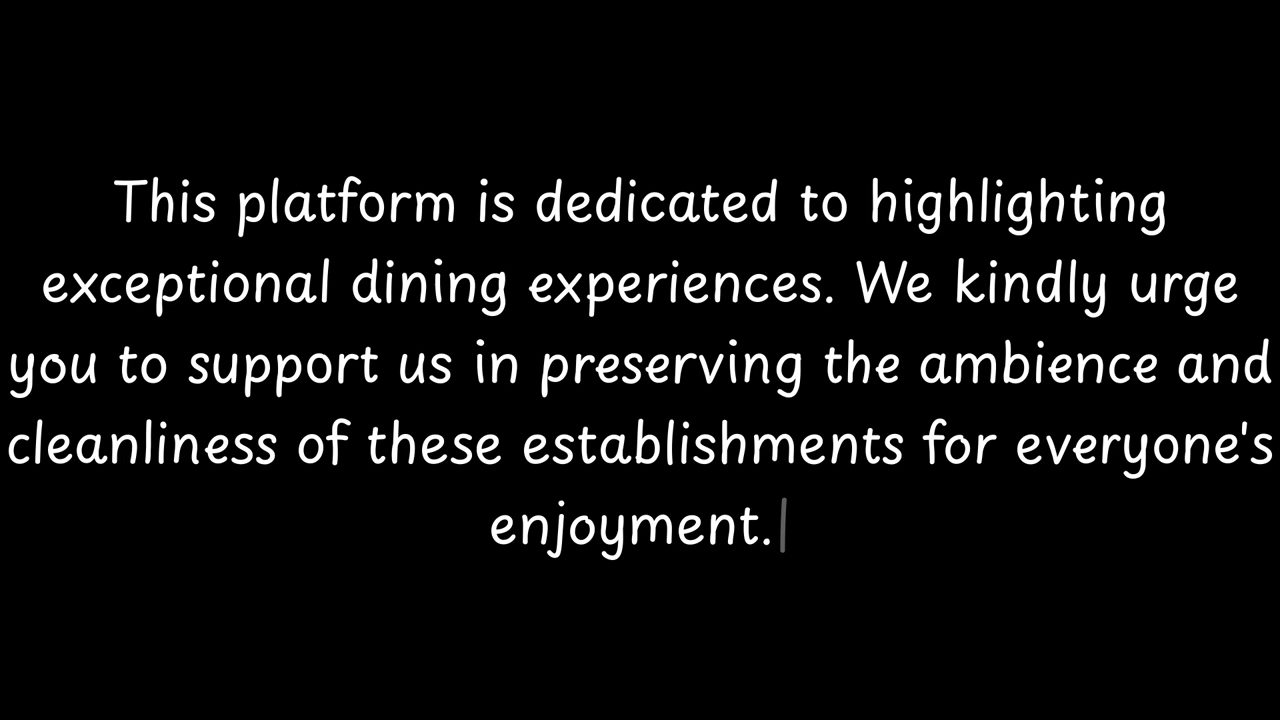 This platform is dedicated to highlighting
exceptional dining experiences. We kindly urge
you to support us in preserving the ambience and
cleanliness of these establishments for everyone's
enjoyment.